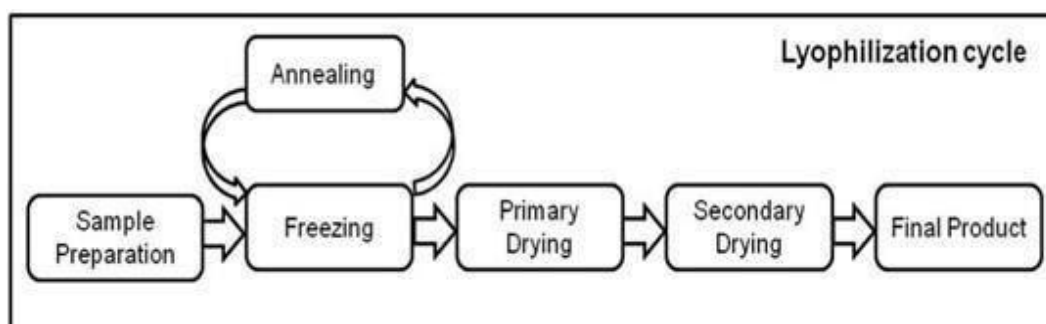 Lyophilization cycle
Annealing
Sample
Preparation
Freezing
Primary
Drying
Secondary
Drying
Final Product